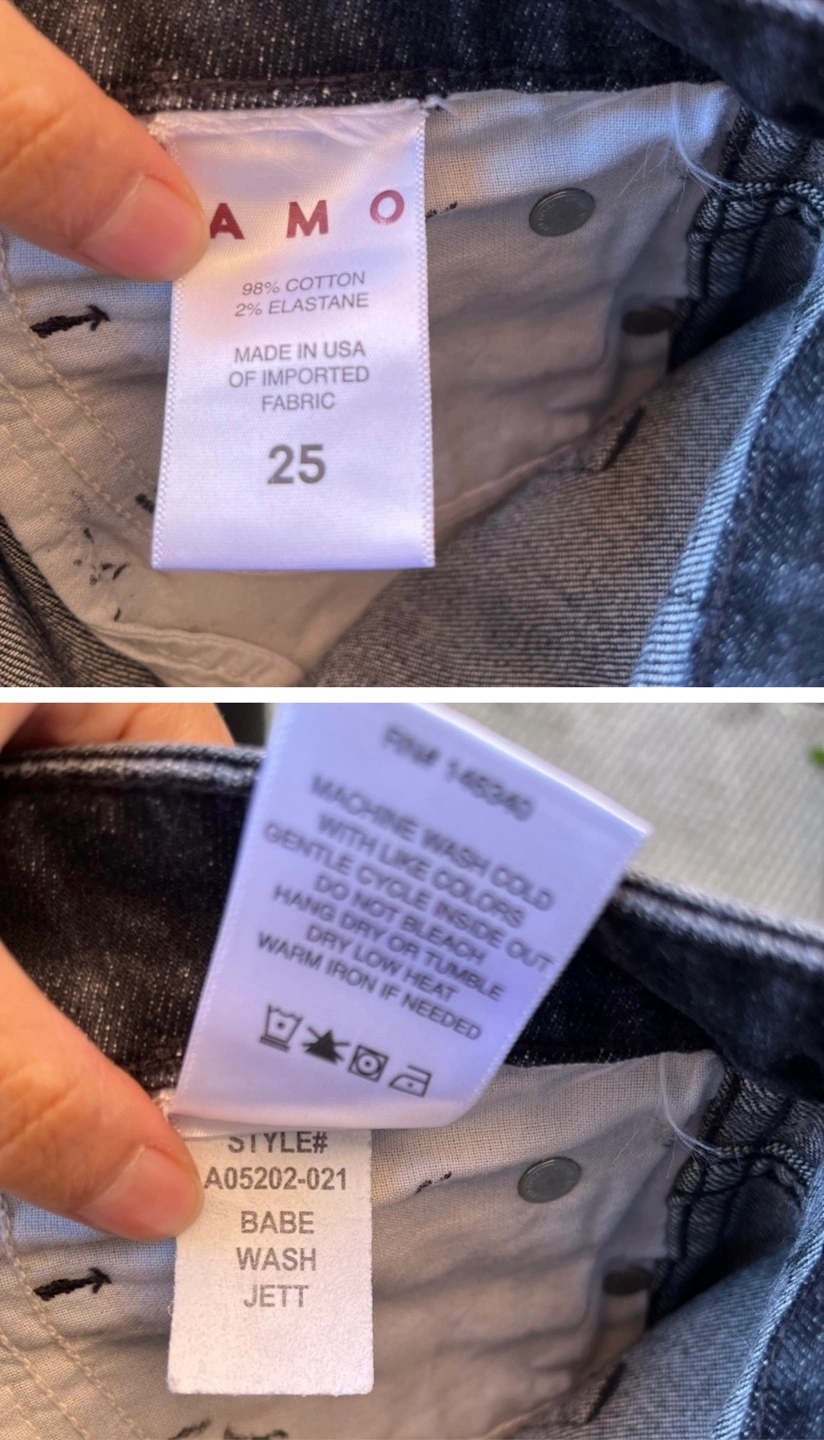 AMO
98% COTTON
2% ELASTANE
MADE IN USA
OF IMPORTED
FABRIC
25
RN# 145340
MACHINE WASH COLD
WITH LIKE COLORS
GENTLE CYCLE INSIDE OUT
DO NOT BLEACH
HANG DRY OR TUMBLE
DRY LOW HEAT
WARM IRON IF NEEDED
STYLE#
A05202-021
BABE
WASH
JETT